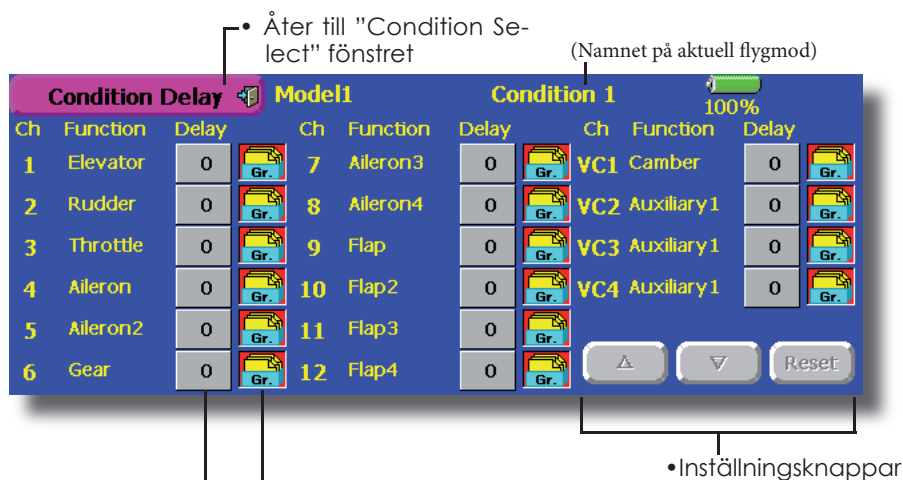 • Åter till ”Condition Se-
lect” fönstret
(Namnet på aktuell flygmod)
Condition Delay Model1 Condition 1 100%
Ch Function Delay Ch Function Delay Ch Function Delay
1 Elevator 0 Gr. 7 Aileron3 0 Gr. VC1 Camber 0 Gr.
2 Rudder 0 Gr. 8 Aileron4 0 Gr. VC2 Auxiliary1 0 Gr.
3 Throttle 0 Gr. 9 Flap 0 Gr. VC3 Auxiliary1 0 Gr.
4 Aileron 0 Gr. 10 Flap2 0 Gr. VC4 Auxiliary1 0 Gr.
5 Aileron2 0 Gr. 11 Flap3 0 Gr.
6 Gear 0 Gr. 12 Flap4 0 Gr. Reset
•Inställningsknappar